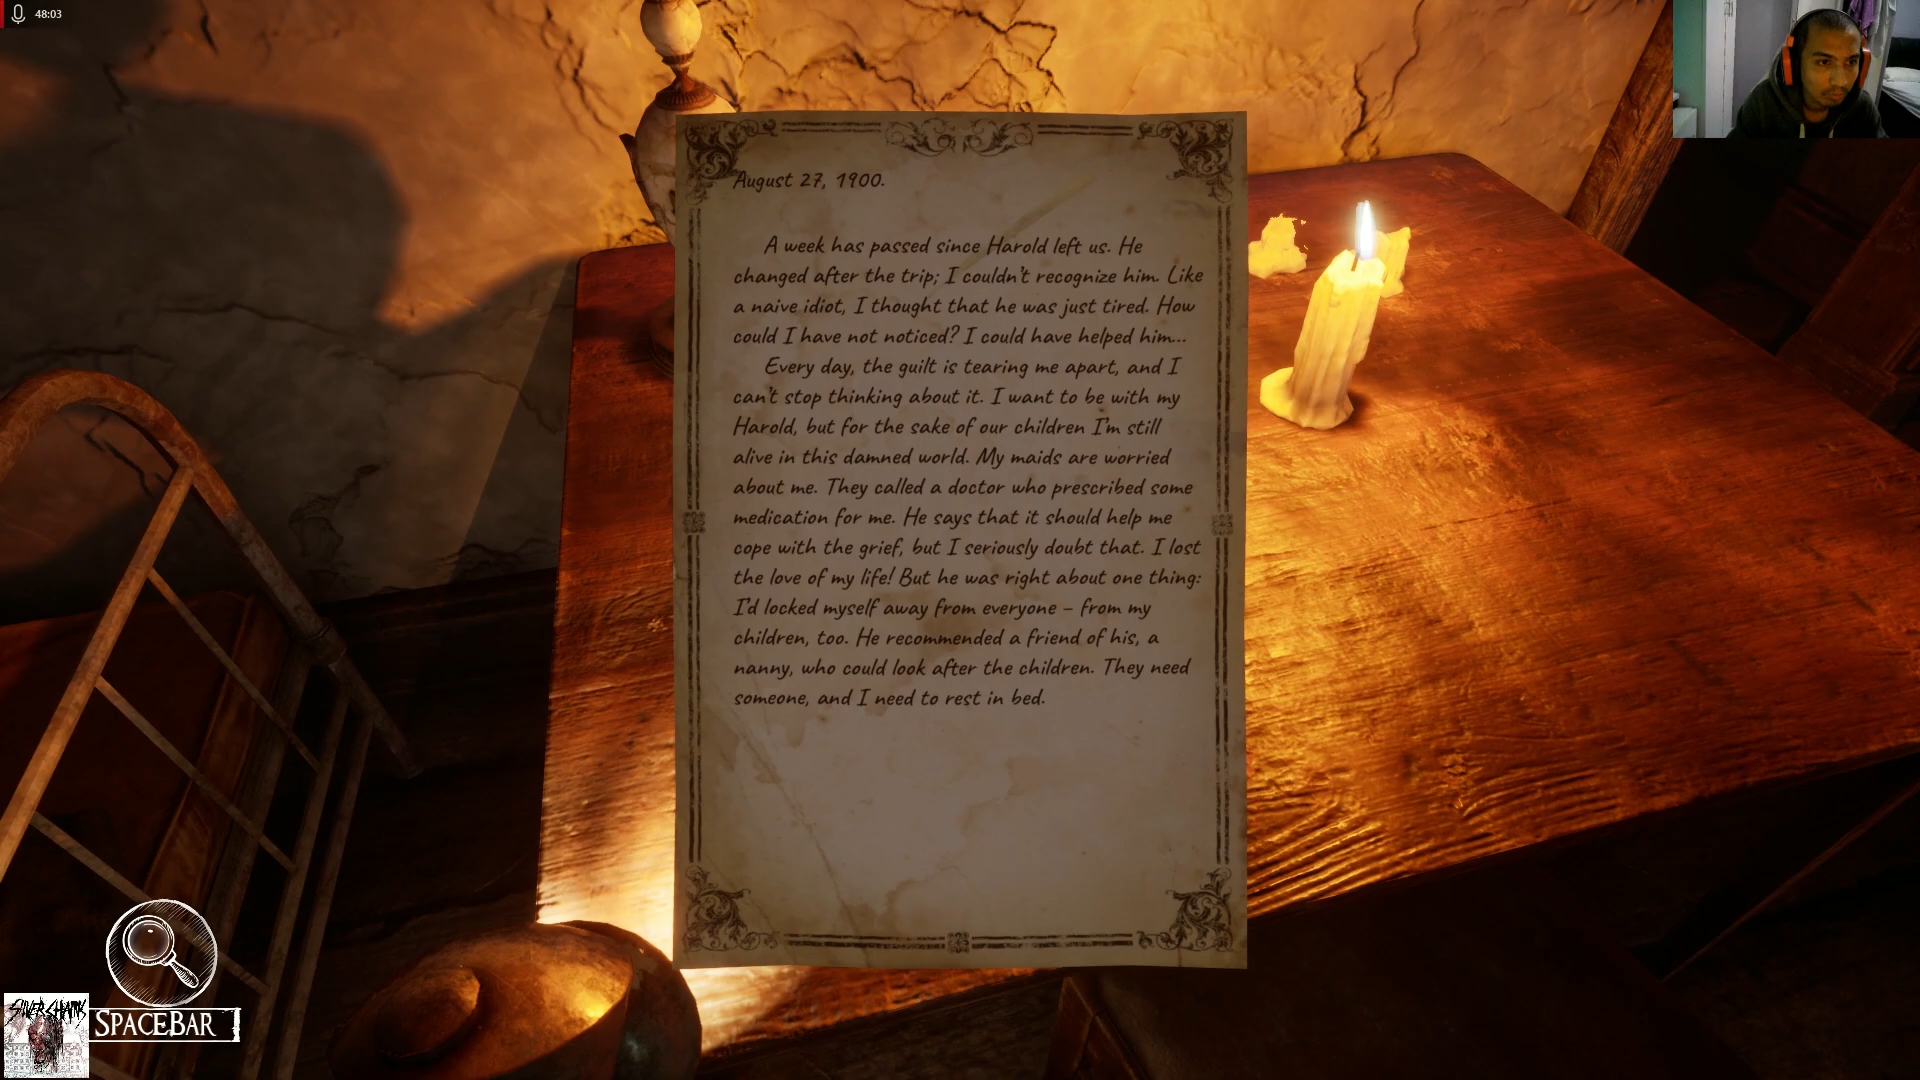 48:03
August 27, 1900.
A week has passed since Harold left us. He
changed after the trip; I couldn't recognize him. Like
a naive idiot, I thought that he was just tired. How
could I have not noticed? I could have helped him...
Every day, the guilt is tearing me apart, and I
can't stop thinking about it. I want to be with my
Harold, but for the sake of our children I'm still
alive in this damned world. My maids are worried
about me. They called a doctor who prescribed some
medication for me. He says that it should help me
cope with the grief, but I seriously doubt that. I lost
the love of my life! But he was right about one thing:
I'd locked myself away from everyone – from my
children, too. He recommended a friend of his, a
nanny, who could look after the children. They need
someone, and I need to rest in bed.
SILVER CHAINS
SPACEBAR